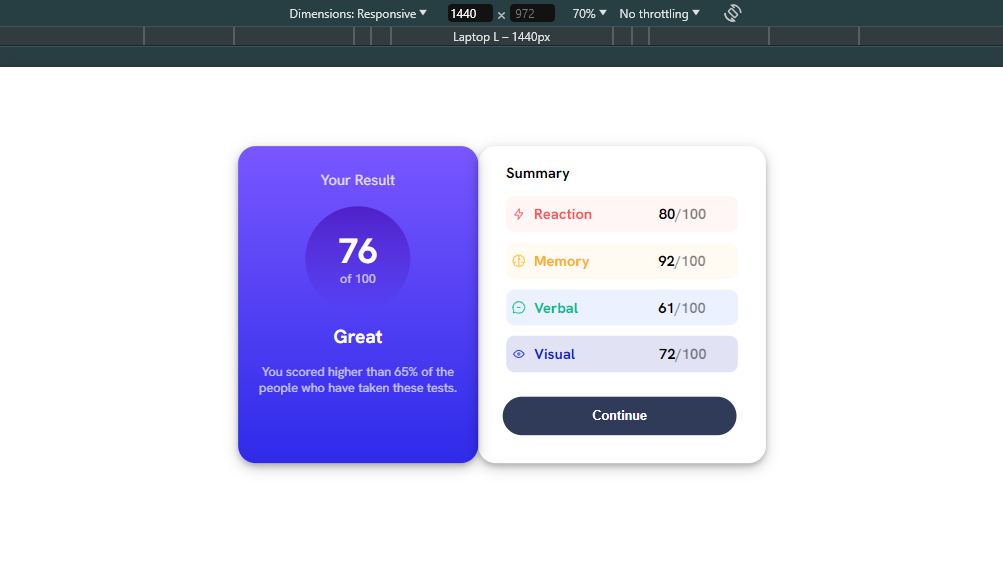 Dimensions: Responsive 1440 × 972 70% No throttling
Laptop L – 1440px
Your Result
76
of 100
Great
You scored higher than 65% of the
people who have taken these tests.
Summary
Reaction 80/100
Memory 92/100
Verbal 61/100
Visual 72/100
Continue